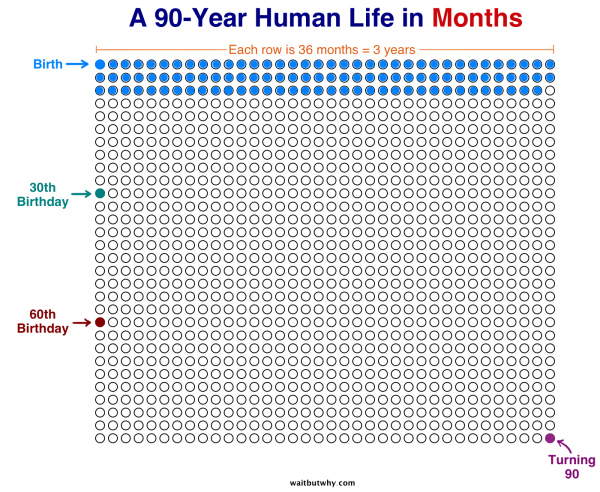 A 90-Year Human Life in Months
Each row is 36 months = 3 years
Birth
30th
Birthday
60th
Birthday
Turning
90
waitbutwhy.com